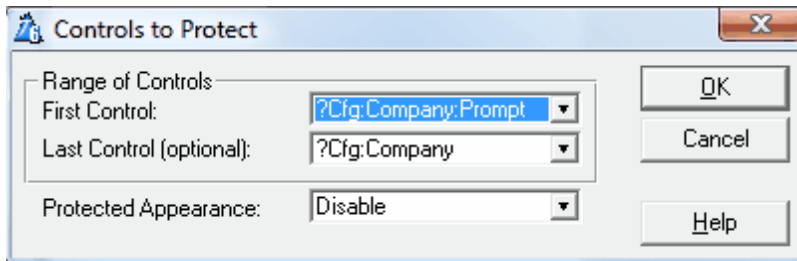 Controls to Protect
Range of Controls
First Control: ?Cfg:Company:Prompt
Last Control (optional): ?Cfg:Company
Protected Appearance: Disable
OK
Cancel
Help